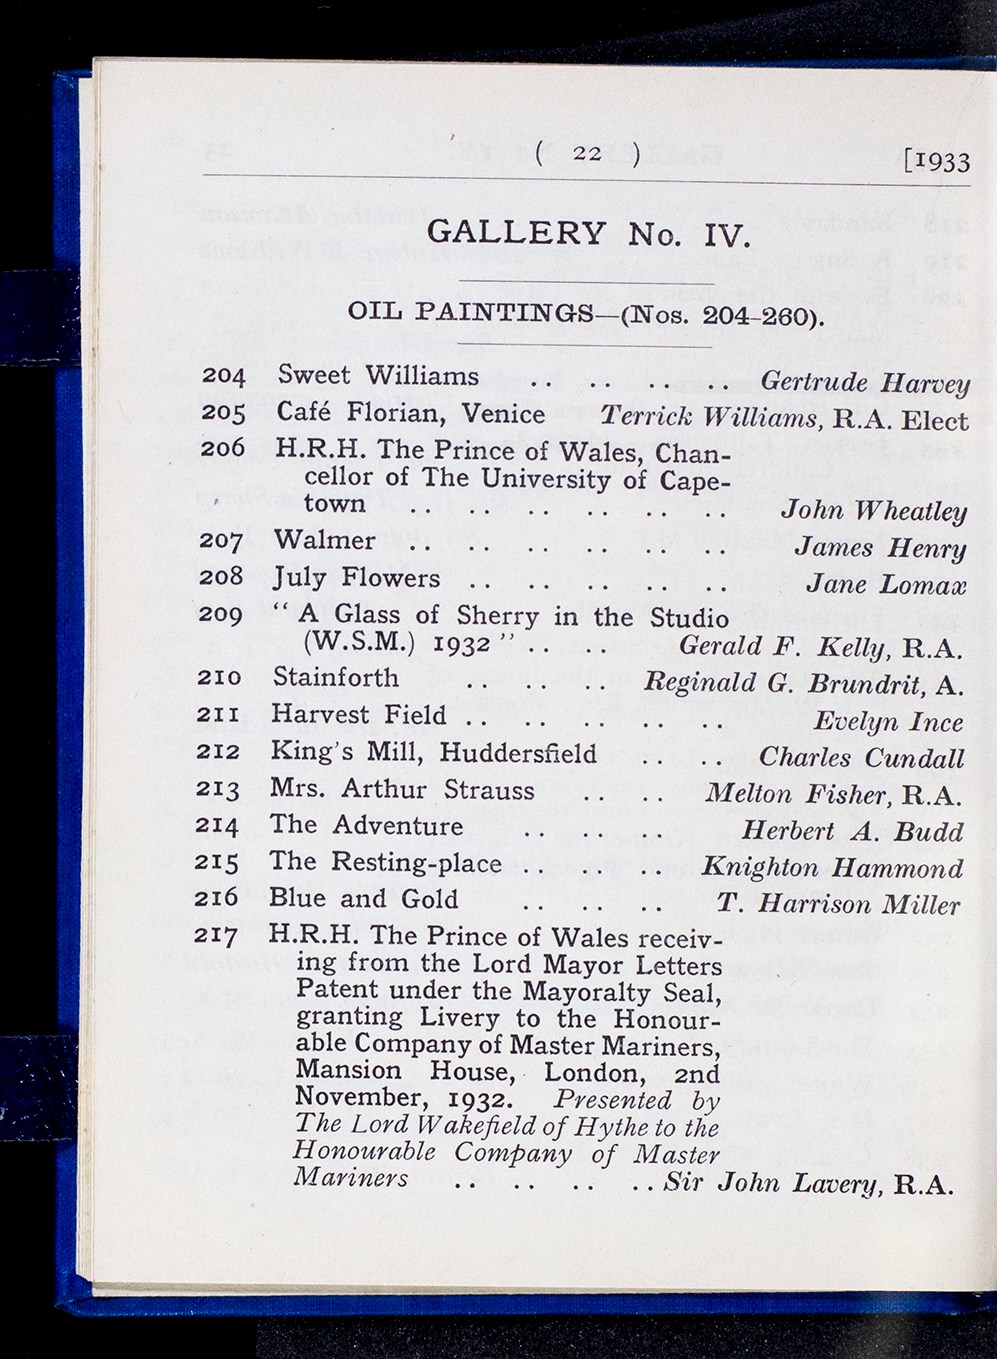 ( 22 ) [1933
GALLERY No. IV.
OIL PAINTINGS—(Nos. 204-260).
204 Sweet Williams .. .. .. .. Gertrude Harvey
205 Café Florian, Venice Terrick Williams, R.A. Elect
206 H.R.H. The Prince of Wales, Chan-
cellor of The University of Cape-
town .. .. .. .. .. .. John Wheatley
207 Walmer .. .. .. .. .. .. James Henry
208 July Flowers .. .. .. .. .. Jane Lomax
209 “ A Glass of Sherry in the Studio
(W.S.M.) 1932 ” .. .. Gerald F. Kelly, R.A.
210 Stainforth .. .. .. Reginald G. Brundrit, A.
211 Harvest Field .. .. .. .. .. Evelyn Ince
212 King's Mill, Huddersfield .. .. Charles Cundall
213 Mrs. Arthur Strauss .. .. Melton Fisher, R.A.
214 The Adventure .. .. .. Herbert A. Budd
215 The Resting-place .. .. .. Knighton Hammond
216 Blue and Gold .. .. .. T. Harrison Miller
217 H.R.H. The Prince of Wales receiv-
ing from the Lord Mayor Letters
Patent under the Mayoralty Seal,
granting Livery to the Honour-
able Company of Master Mariners,
Mansion House, London, 2nd
November, 1932. Presented by
The Lord Wakefield of Hythe to the
Honourable Company of Master
Mariners .. .. .. .. Sir John Lavery, R.A.